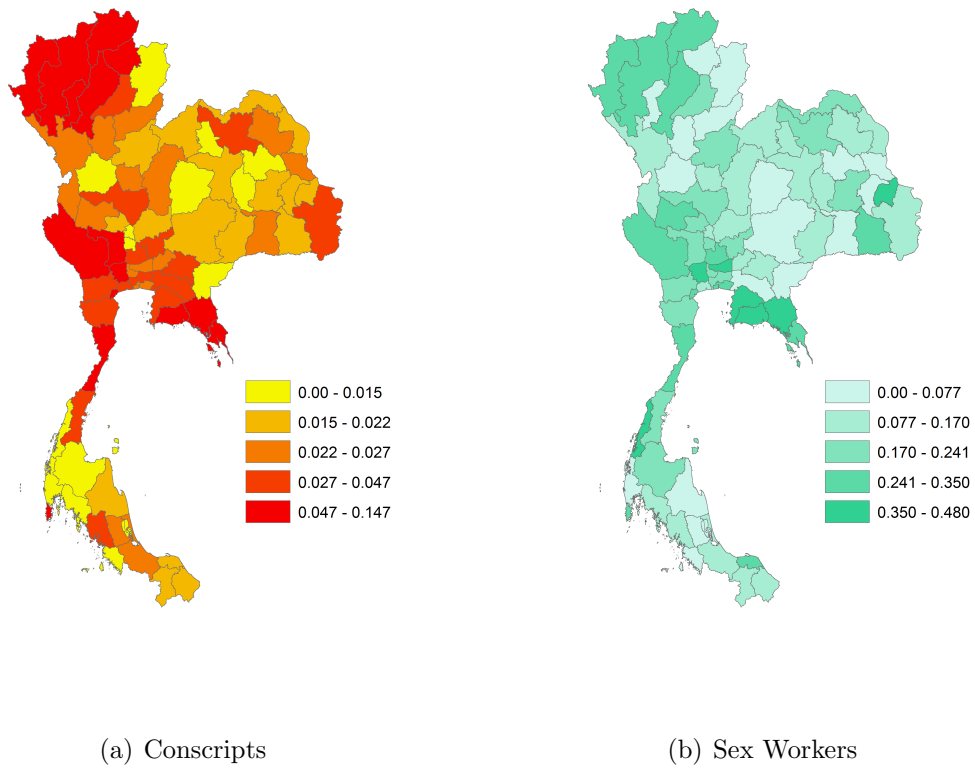 0.00 - 0.015
0.015 - 0.022
0.022 - 0.027
0.027 - 0.047
0.047 - 0.147
0.00 - 0.077
0.077 - 0.170
0.170 - 0.241
0.241 - 0.350
0.350 - 0.480
(a) Conscripts
(b) Sex Workers